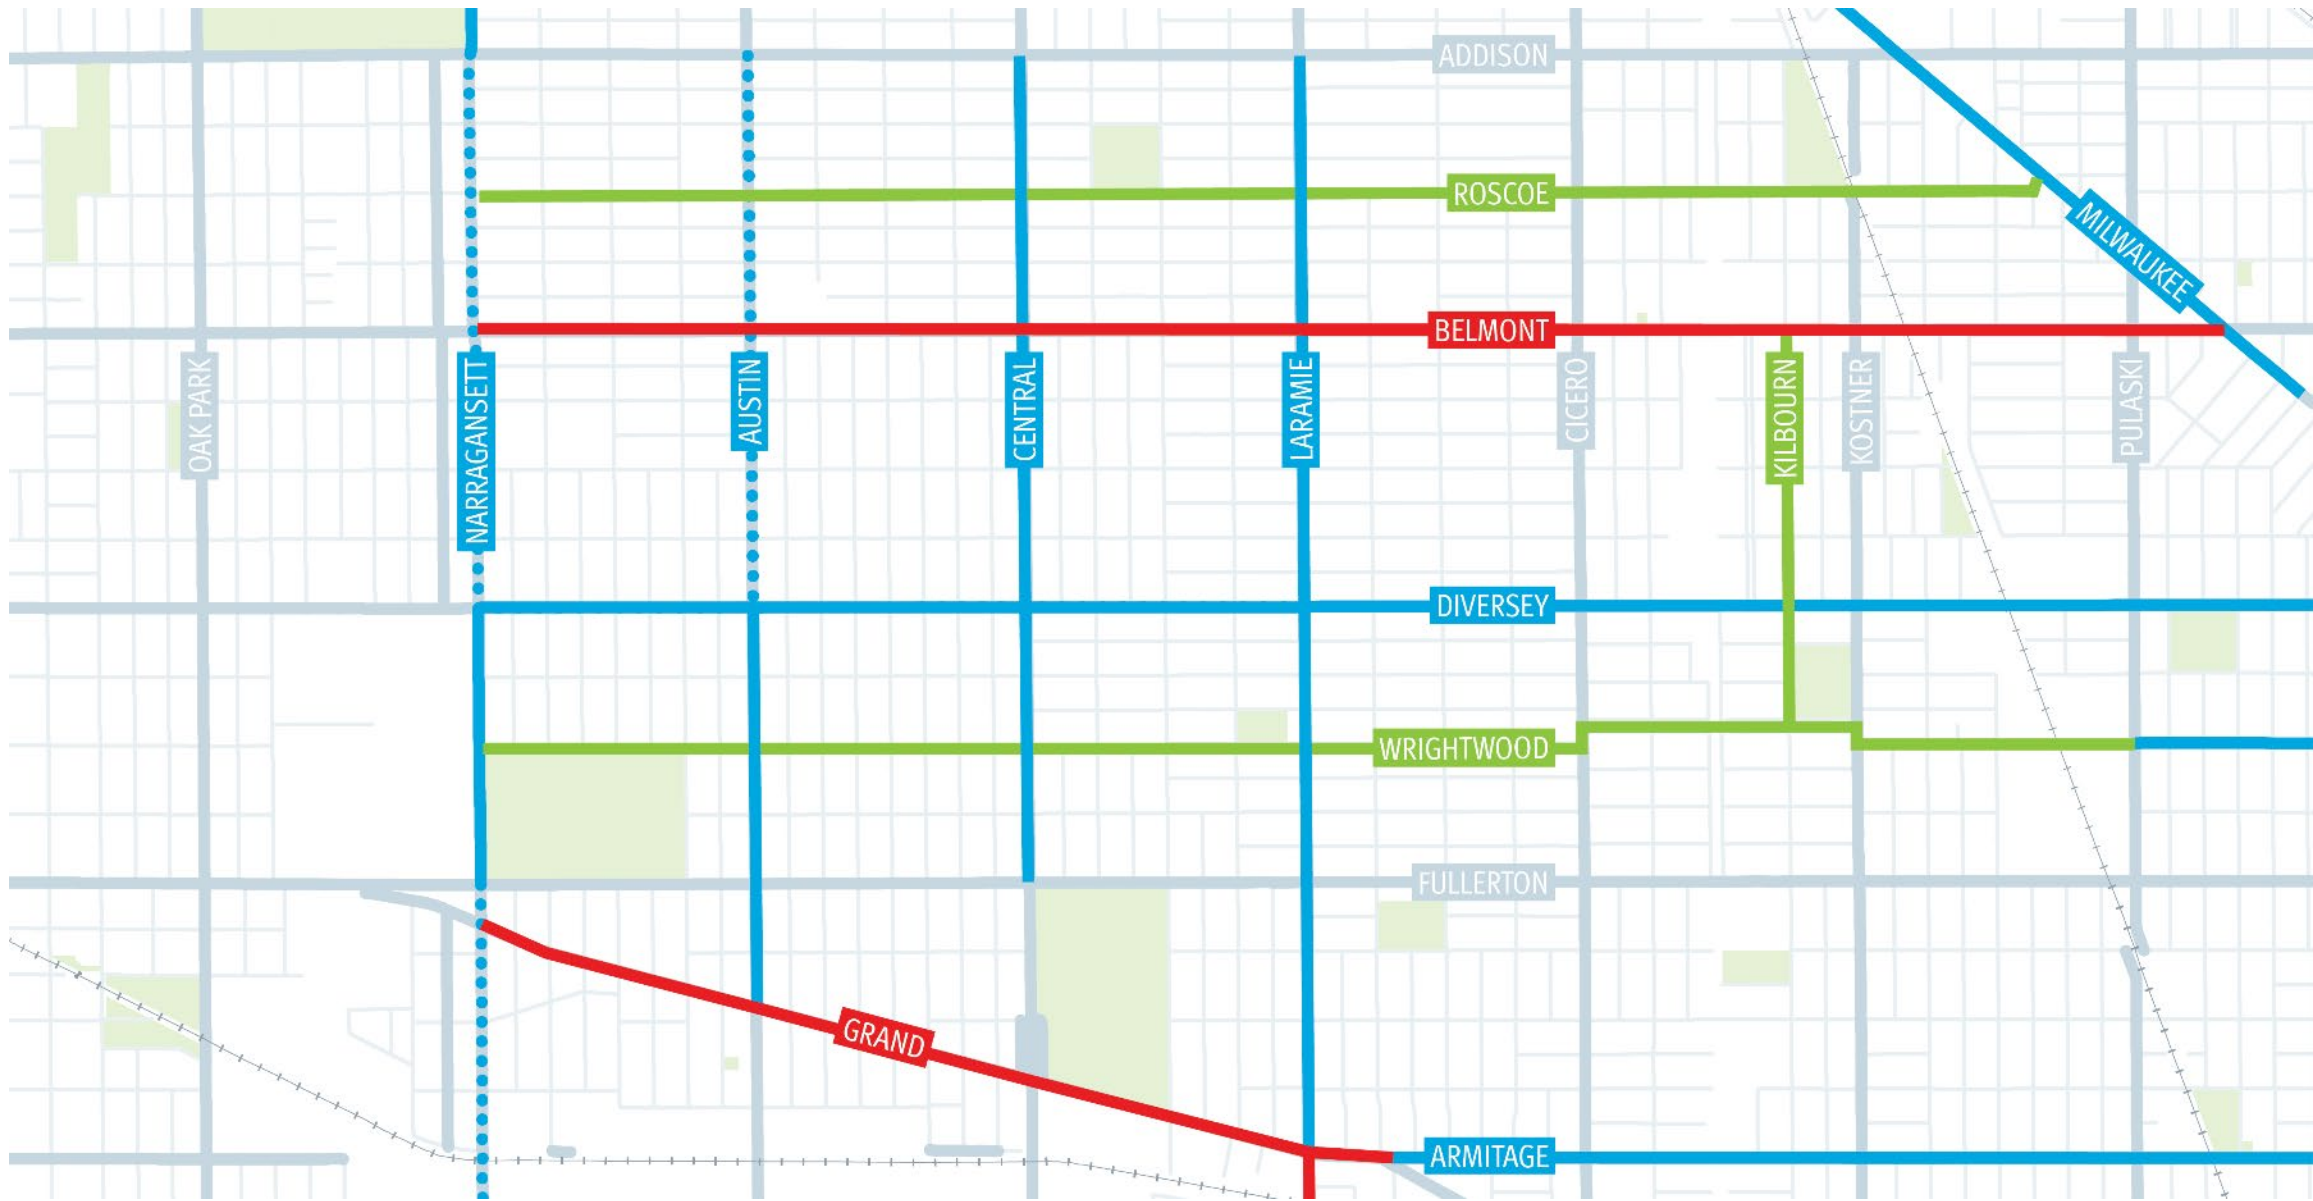 ADDISON
ROSCOE
MILWAUKEE
BELMONT
OAK PARK
NARRAGANSETT
AUSTIN
CENTRAL
LARAMIE
CICERO
KILBOURN
KOSTNER
PULASKI
DIVERSEY
WRIGHTWOOD
FULLERTON
GRAND
ARMITAGE